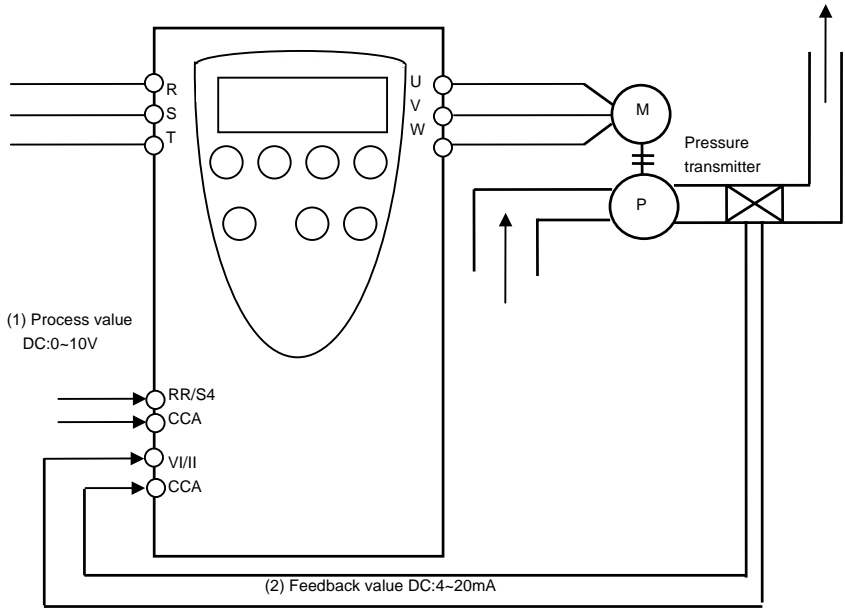 R
S
T
U
V
W
M
Pressure
transmitter
P
(1) Process value
DC:0~10V
RR/S4
CCA
VI/II
CCA
(2) Feedback value DC:4~20mA